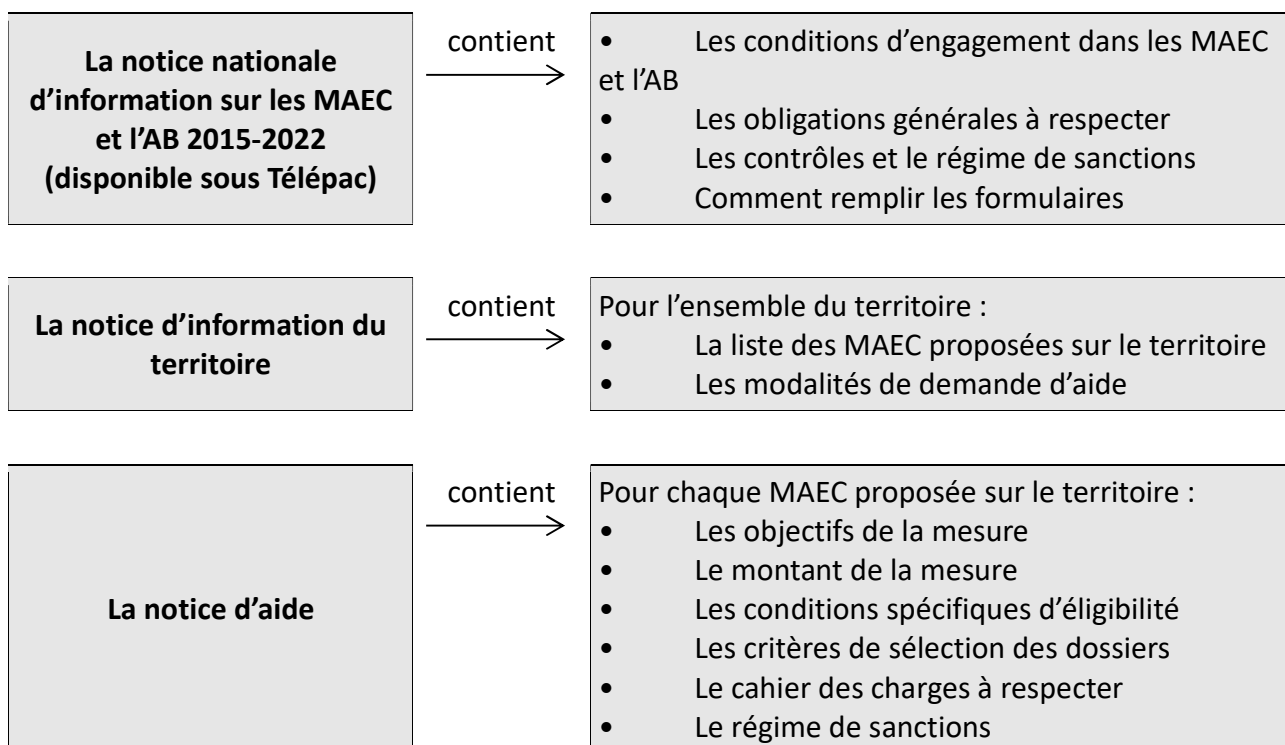 La notice nationale
d’information sur les MAEC
et l’AB 2015-2022
(disponible sous Télépac)
contient
• Les conditions d’engagement dans les MAEC
et l’AB
• Les obligations générales à respecter
• Les contrôles et le régime de sanctions
• Comment remplir les formulaires
La notice d’information du
territoire
contient
Pour l’ensemble du territoire :
• La liste des MAEC proposées sur le territoire
• Les modalités de demande d’aide
La notice d’aide
contient
Pour chaque MAEC proposée sur le territoire :
• Les objectifs de la mesure
• Le montant de la mesure
• Les conditions spécifiques d’éligibilité
• Les critères de sélection des dossiers
• Le cahier des charges à respecter
• Le régime de sanctions